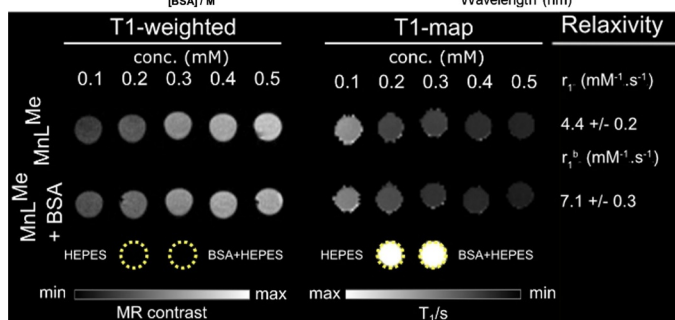 [BSA] / M
Wavelength (nm)
T1-weighted T1-map Relaxivity
conc. (mM) conc. (mM)
0.1 0.2 0.3 0.4 0.5 0.1 0.2 0.3 0.4 0.5 r₁. (mM⁻¹.s⁻¹)
MnLᴹᵉ 4.4 +/- 0.2
r₁ᵇ. (mM⁻¹.s⁻¹)
MnLᴹᵉ
+ BSA 7.1 +/- 0.3
HEPES BSA+HEPES HEPES BSA+HEPES
min max max min
MR contrast T₁/s